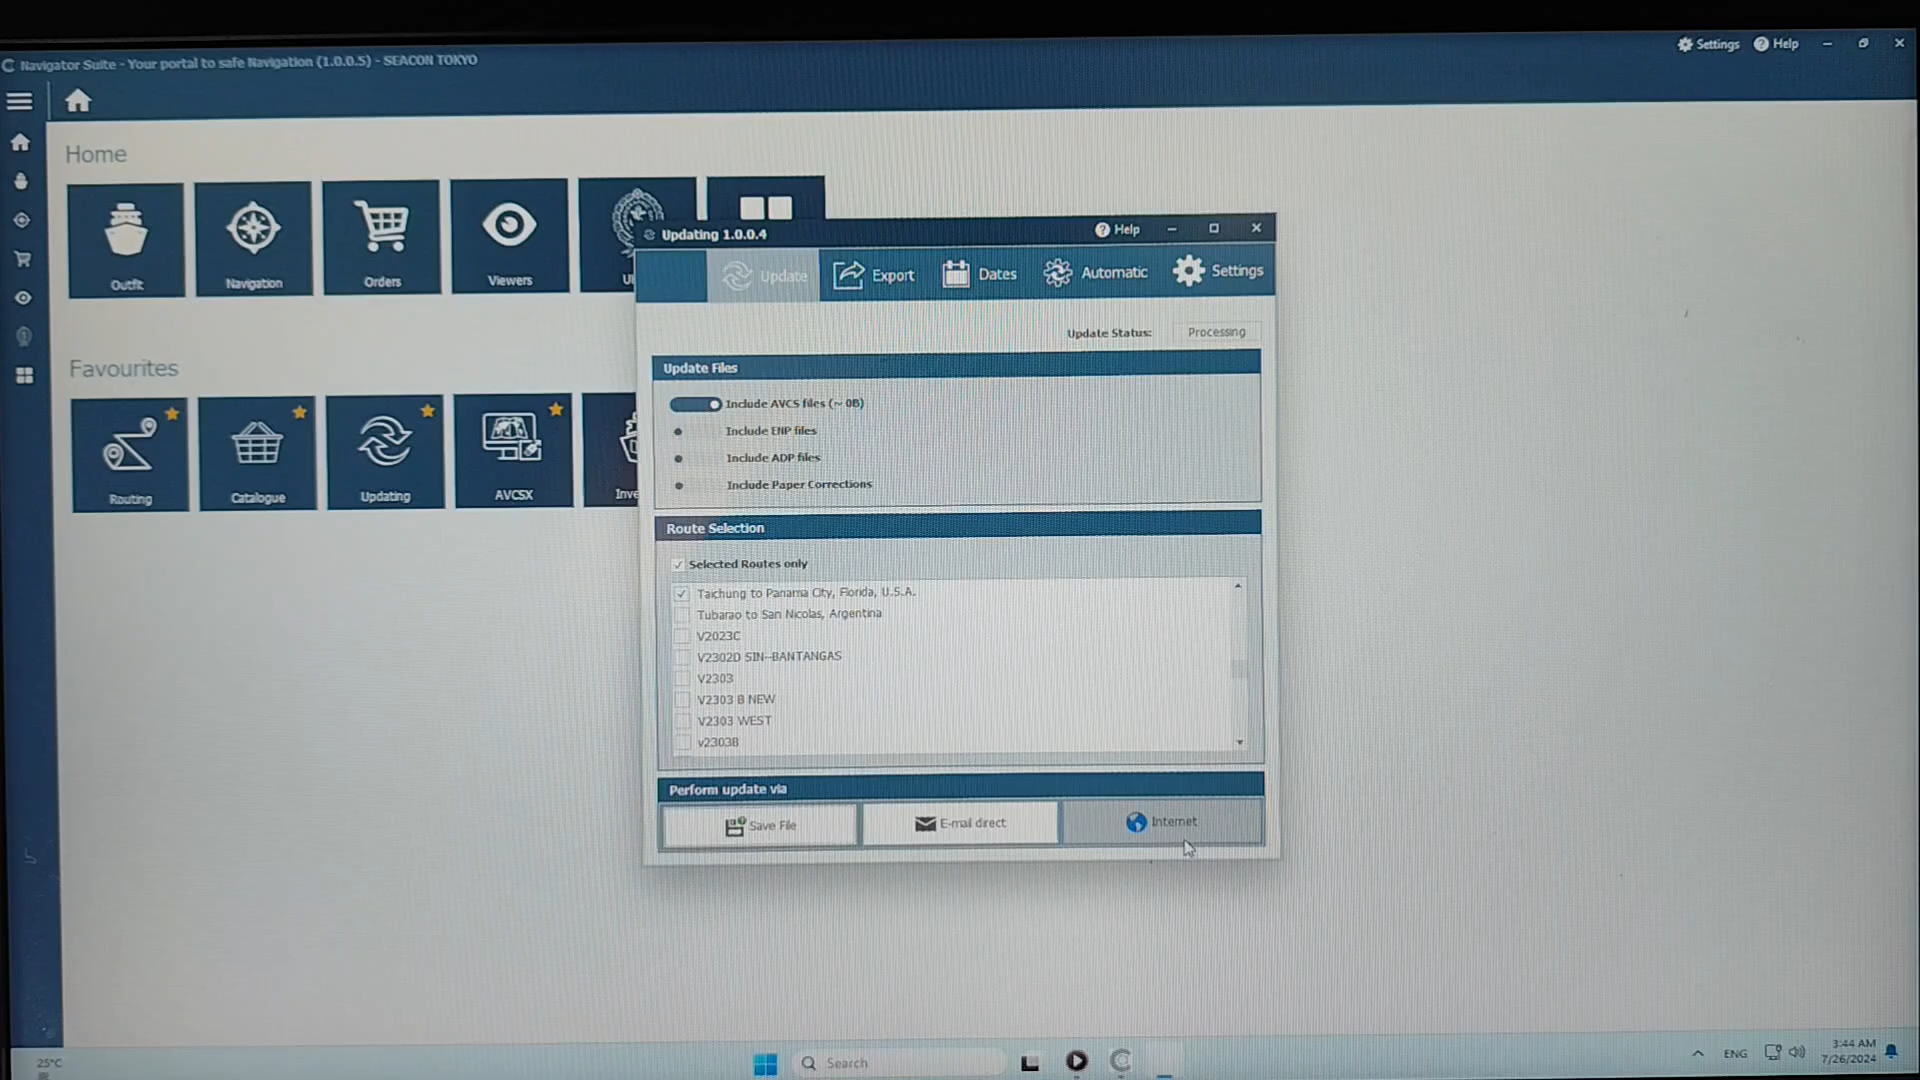 Navigator Suite - Your portal to safe Navigation (1.0.0.5) - SEACON TOKYO
Settings
Help
Home
Outfit
Navigation
Orders
Viewers
Favourites
Routing
Catalogue
Updating
AVCSX
Inve
Updating 1.0.0.4
Help
Update
Export
Dates
Automatic
Settings
Update Status: Processing
Update Files
Include AVCS files (~ 0B)
Include ENP files
Include ADP files
Include Paper Corrections
Route Selection
Selected Routes only
Taichung to Panama City, Florida, U.S.A.
Tubarao to San Nicolas, Argentina
V2023C
V2302D SIN--BANTANGAS
V2303
V2303 B NEW
V2303 WEST
v2303B
Perform update via
Save File
E-mail direct
Internet
25°C
Search
ENG
3:44 AM
7/26/2024